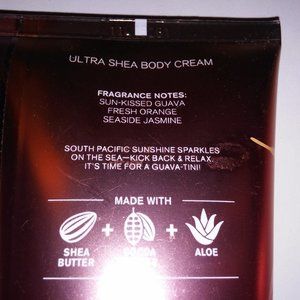 ULTRA SHEA BODY CREAM
FRAGRANCE NOTES:
SUN-KISSED GUAVA
FRESH ORANGE
SEASIDE JASMINE
SOUTH PACIFIC SUNSHINE SPARKLES
ON THE SEA—KICK BACK & RELAX.
IT'S TIME FOR A GUAVA-TINI!
MADE WITH
+ +
SHEA BUTTER
COCOA
ALOE